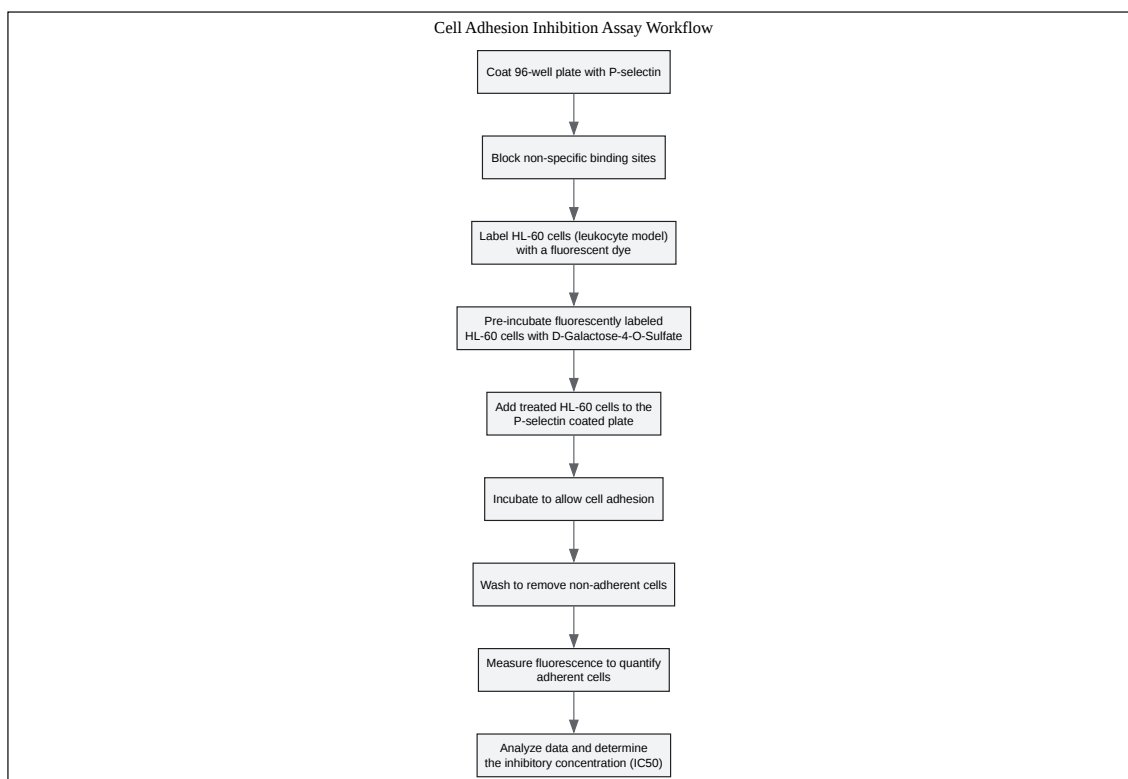 Cell Adhesion Inhibition Assay Workflow
Coat 96-well plate with P-selectin
Block non-specific binding sites
Label HL-60 cells (leukocyte model)
with a fluorescent dye
Pre-incubate fluorescently labeled
HL-60 cells with D-Galactose-4-O-Sulfate
Add treated HL-60 cells to the
P-selectin coated plate
Incubate to allow cell adhesion
Wash to remove non-adherent cells
Measure fluorescence to quantify
adherent cells
Analyze data and determine
the inhibitory concentration (IC50)